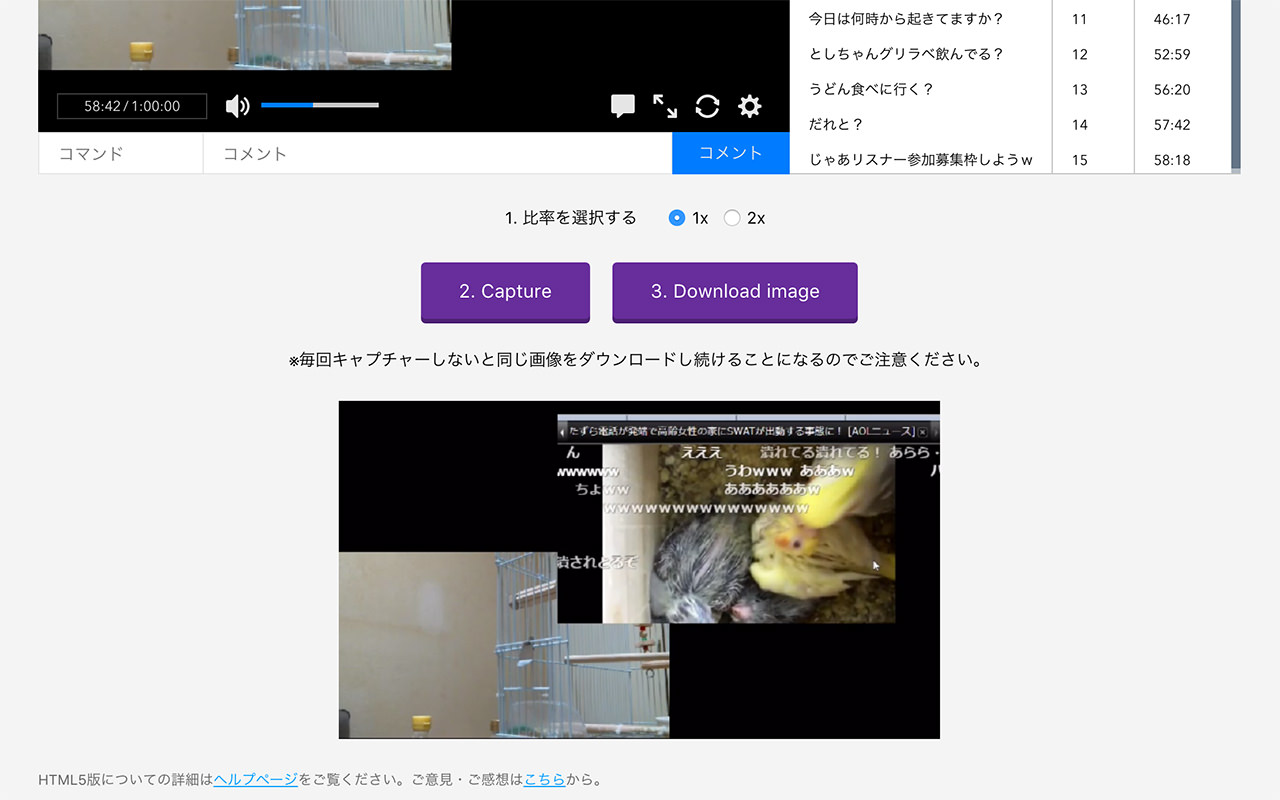 今日は何時から起きてますか？ 11 46:17
としちゃんグリラベ飲んでる？ 12 52:59
うどん食べに行く？ 13 56:20
だれと？ 14 57:42
じゃあリスナー参加募集枠しようｗ 15 58:18
58:42 / 1:00:00
コマンド コメント コメント
1. 比率を選択する 1x 2x
2. Capture 3. Download image
※毎回キャプチャーしないと同じ画像をダウンロードし続けることになるのでご注意ください。
たずら電話が発端で高齢女性の家にSWATが出動する事態に！ [AOLニュース]
ん えええ 潰れてる潰れてる！ あらら・
wwwwww うわwww あああw
ちょww ああああああw
wwwwwwwwwwwwwww
潰されとるぞ
HTML5版についての詳細はヘルプページをご覧ください。ご意見・ご感想はこちらから。